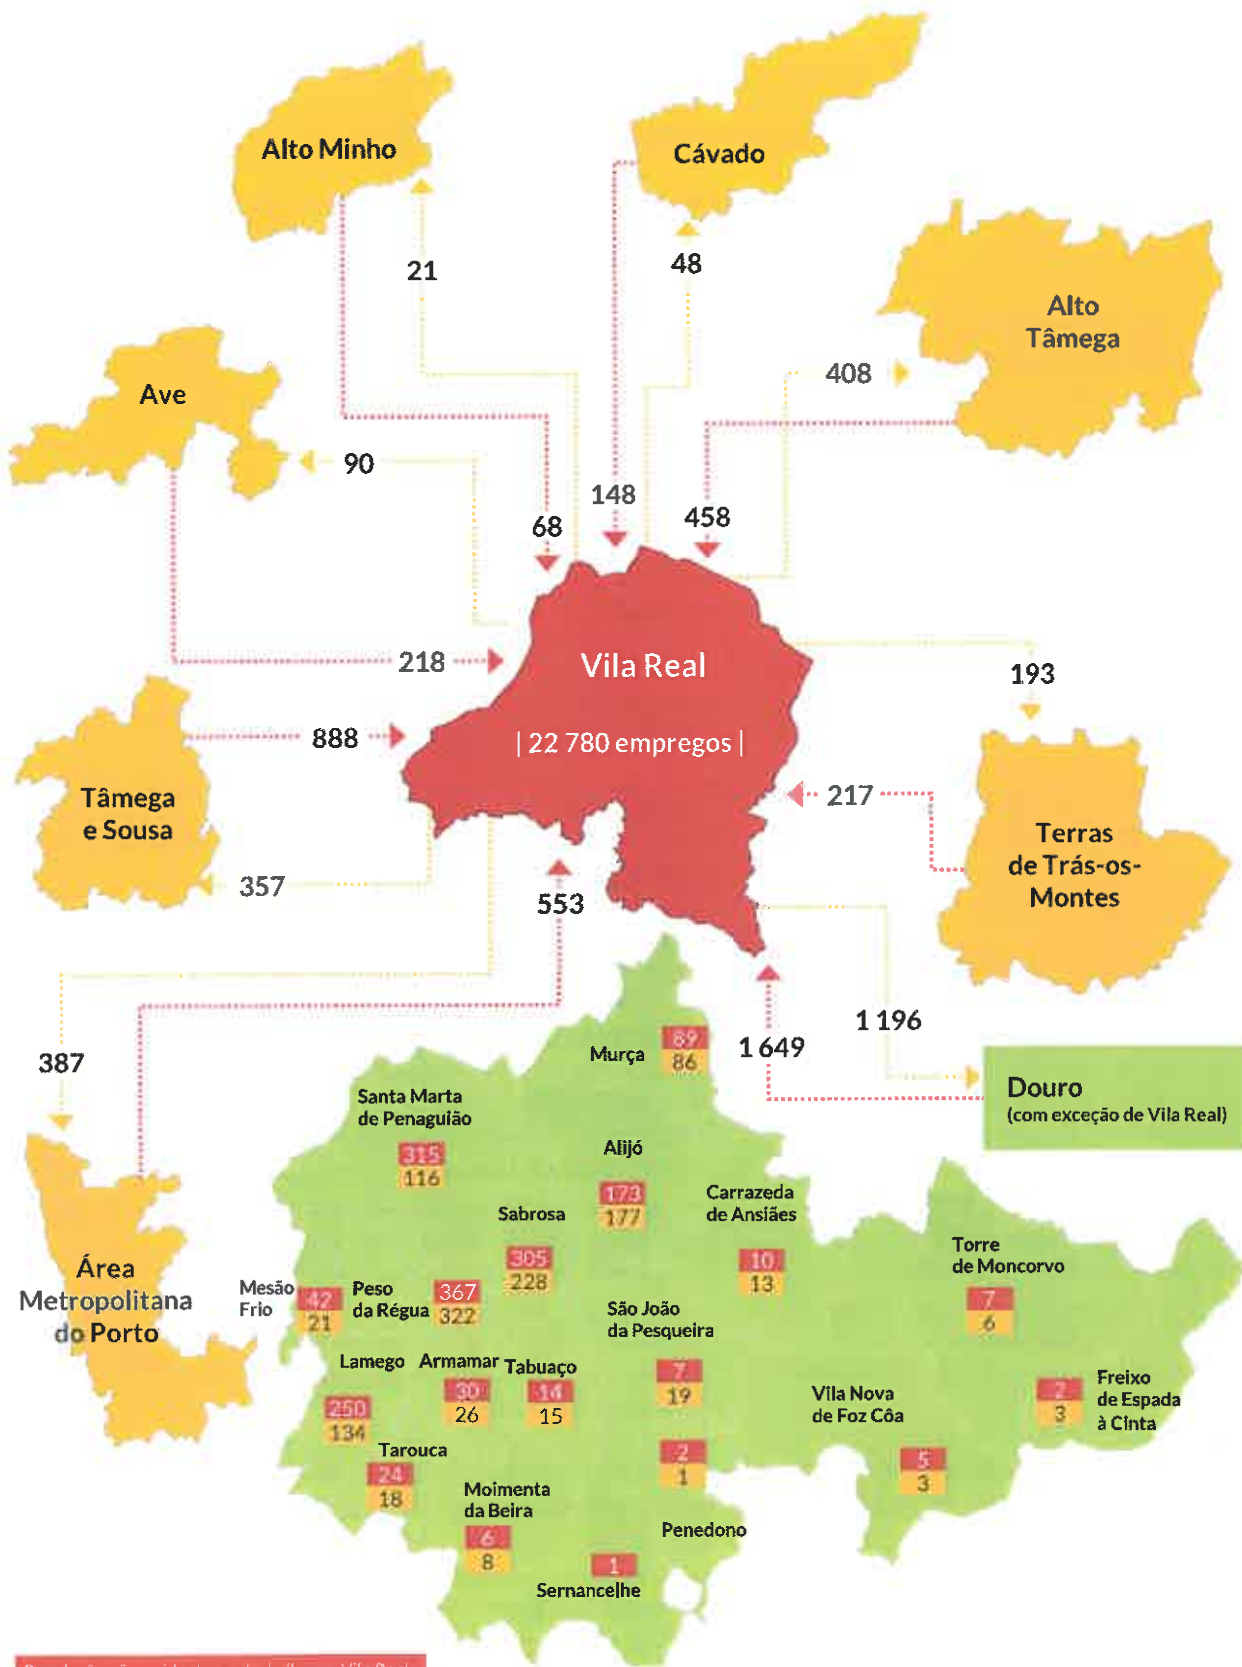 Alto Minho
Cávado
21
48
Alto
Tâmega
408
Ave
90
148
458
68
218
Vila Real
193
888
| 22 780 empregos |
217
Tâmega
e Sousa
Terras
de Trás-os-
Montes
357
553
387
1 196
1 649
Murça
89
86
Douro
(com exceção de Vila Real)
Santa Marta
de Penaguião
315
116
Alijó
173
177
Carrazeda
de Ansiães
10
13
Sabrosa
305
228
Torre
de Moncorvo
7
6
Área
Metropolitana
do Porto
Mesão
Frio
42
21
Peso
da Régua
367
322
São João
da Pesqueira
7
19
Lamego
250
134
Armamar
30
26
Tabuaço
14
15
Vila Nova
de Foz Côa
5
3
Freixo
de Espada
à Cinta
2
3
Tarouca
24
18
2
1
Penedono
Moimenta
da Beira
6
8
1
Sernancelhe